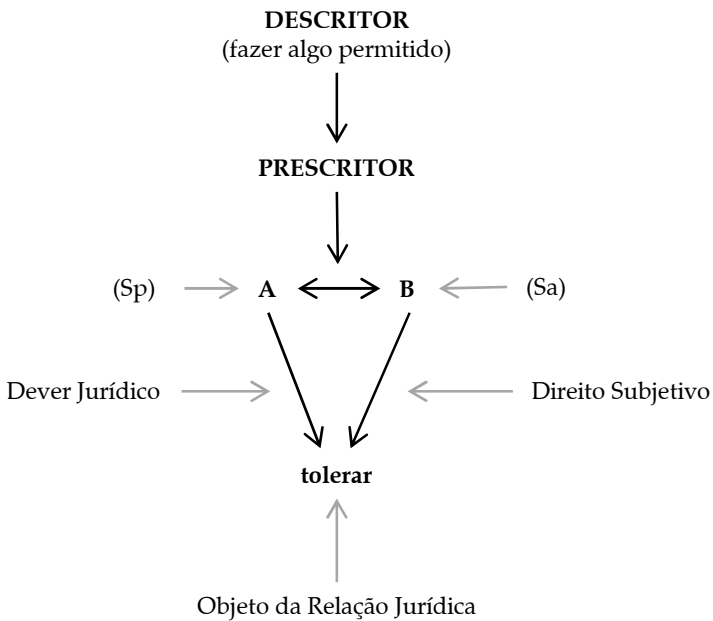 DESCRITOR
(fazer algo permitido)
PRESCRITOR
(Sp) A B (Sa)
Dever Jurídico Direito Subjetivo
tolerar
Objeto da Relação Jurídica